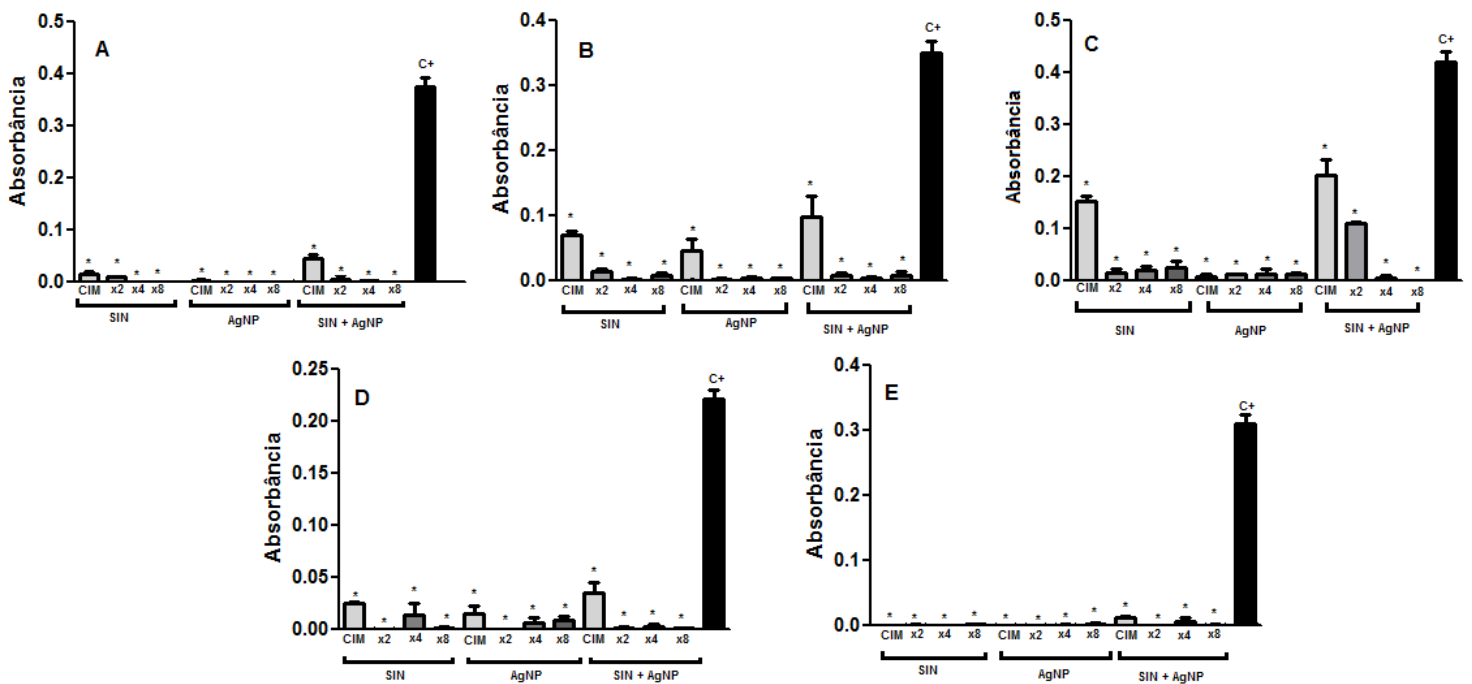 A
Absorbância
0.5
0.4
0.3
0.2
0.1
0.0
* * * * * * * * * * * *
C+
CIM x2 x4 x8 CIM x2 x4 x8 CIM x2 x4 x8
SIN AgNP SIN + AgNP
B
Absorbância
0.4
0.3
0.2
0.1
0.0
* * * * * * * * * * * *
C+
CIM x2 x4 x8 CIM x2 x4 x8 CIM x2 x4 x8
SIN AgNP SIN + AgNP
C
Absorbância
0.5
0.4
0.3
0.2
0.1
0.0
* * * * * * * * * * * *
C+
CIM x2 x4 x8 CIM x2 x4 x8 CIM x2 x4 x8
SIN AgNP SIN + AgNP
D
Absorbância
0.25
0.20
0.15
0.10
0.05
0.00
* * * * * * * * * * * *
C+
CIM x2 x4 x8 CIM x2 x4 x8 CIM x2 x4 x8
SIN AgNP SIN + AgNP
E
Absorbância
0.4
0.3
0.2
0.1
0.0
* * * * * * * * * * * *
C+
CIM x2 x4 x8 CIM x2 x4 x8 CIM x2 x4 x8
SIN AgNP SIN + AgNP